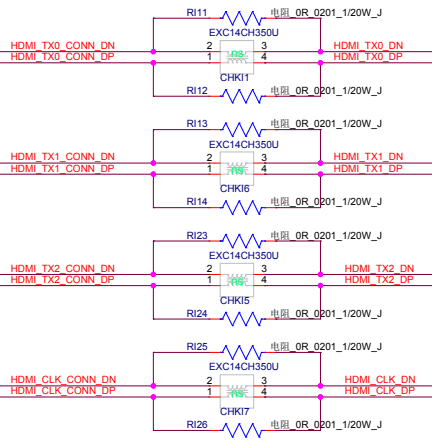 RI11 电阻_0R_0201_1/20W_J
EXC14CH350U
HDMI_TX0_CONN_DN 2 3 HDMI_TX0_DN
HDMI_TX0_CONN_DP 1 4 HDMI_TX0_DP
CHKI1
RI12 电阻_0R_0201_1/20W_J
RI13 电阻_0R_0201_1/20W_J
EXC14CH350U
HDMI_TX1_CONN_DN 2 3 HDMI_TX1_DN
HDMI_TX1_CONN_DP 1 4 HDMI_TX1_DP
CHKI6
RI14 电阻_0R_0201_1/20W_J
RI23 电阻_0R_0201_1/20W_J
EXC14CH350U
HDMI_TX2_CONN_DN 2 3 HDMI_TX2_DN
HDMI_TX2_CONN_DP 1 4 HDMI_TX2_DP
CHKI5
RI24 电阻_0R_0201_1/20W_J
RI25 电阻_0R_0201_1/20W_J
EXC14CH350U
HDMI_CLK_CONN_DN 2 3 HDMI_CLK_DN
HDMI_CLK_CONN_DP 1 4 HDMI_CLK_DP
CHKI7
RI26 电阻_0R_0201_1/20W_J